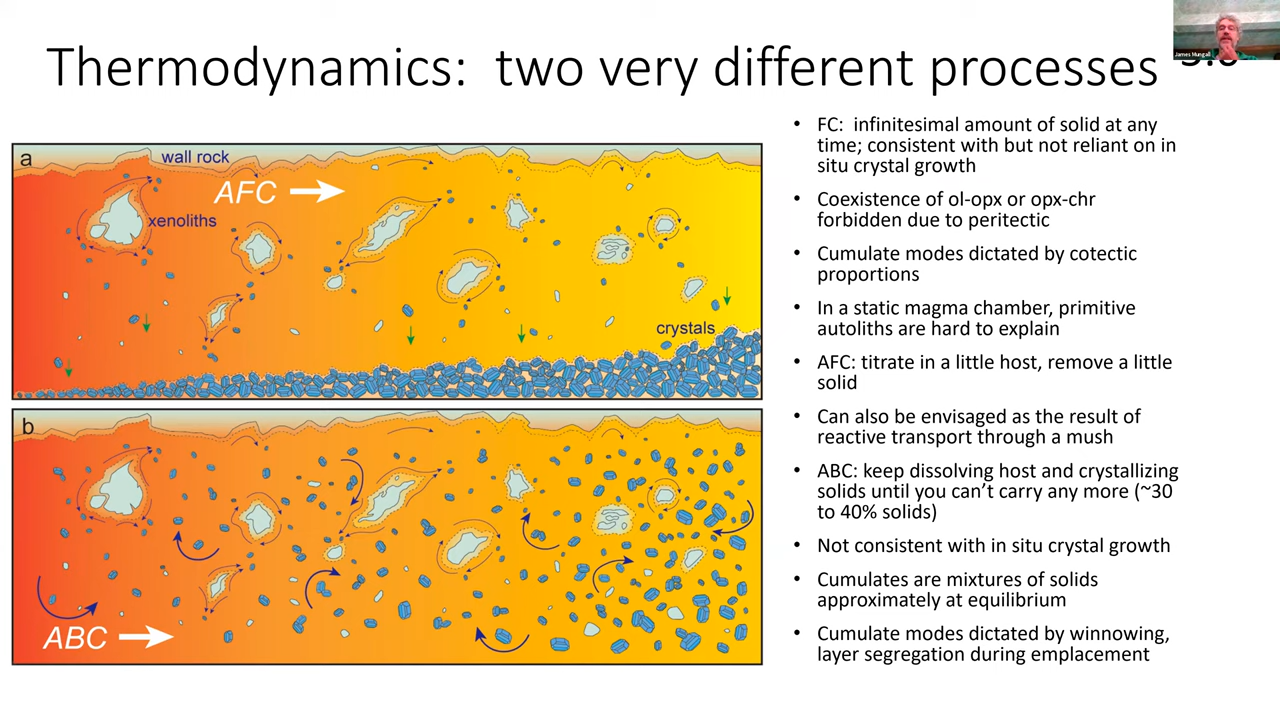 Thermodynamics: two very different processes
James Mungall
a
wall rock
AFC
xenoliths
crystals
b
ABC
• FC: infinitesimal amount of solid at any
time; consistent with but not reliant on in
situ crystal growth
• Coexistence of ol-opx or opx-chr
forbidden due to peritectic
• Cumulate modes dictated by cotectic
proportions
• In a static magma chamber, primitive
autoliths are hard to explain
• AFC: titrate in a little host, remove a little
solid
• Can also be envisaged as the result of
reactive transport through a mush
• ABC: keep dissolving host and crystallizing
solids until you can’t carry any more (~30
to 40% solids)
• Not consistent with in situ crystal growth
• Cumulates are mixtures of solids
approximately at equilibrium
• Cumulate modes dictated by winnowing,
layer segregation during emplacement